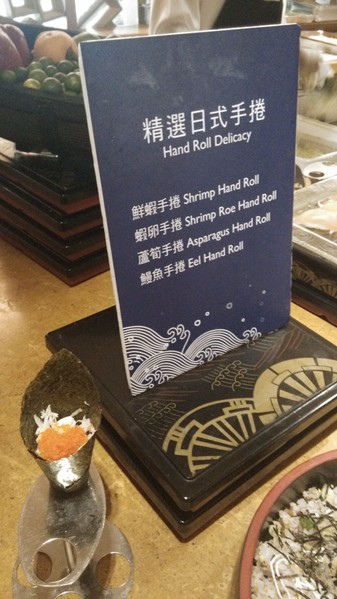 精選日式手捲
Hand Roll Delicacy
鮮蝦手捲 Shrimp Hand Roll
蝦卵手捲 Shrimp Roe Hand Roll
蘆筍手捲 Asparagus Hand Roll
鰻魚手捲 Eel Hand Roll